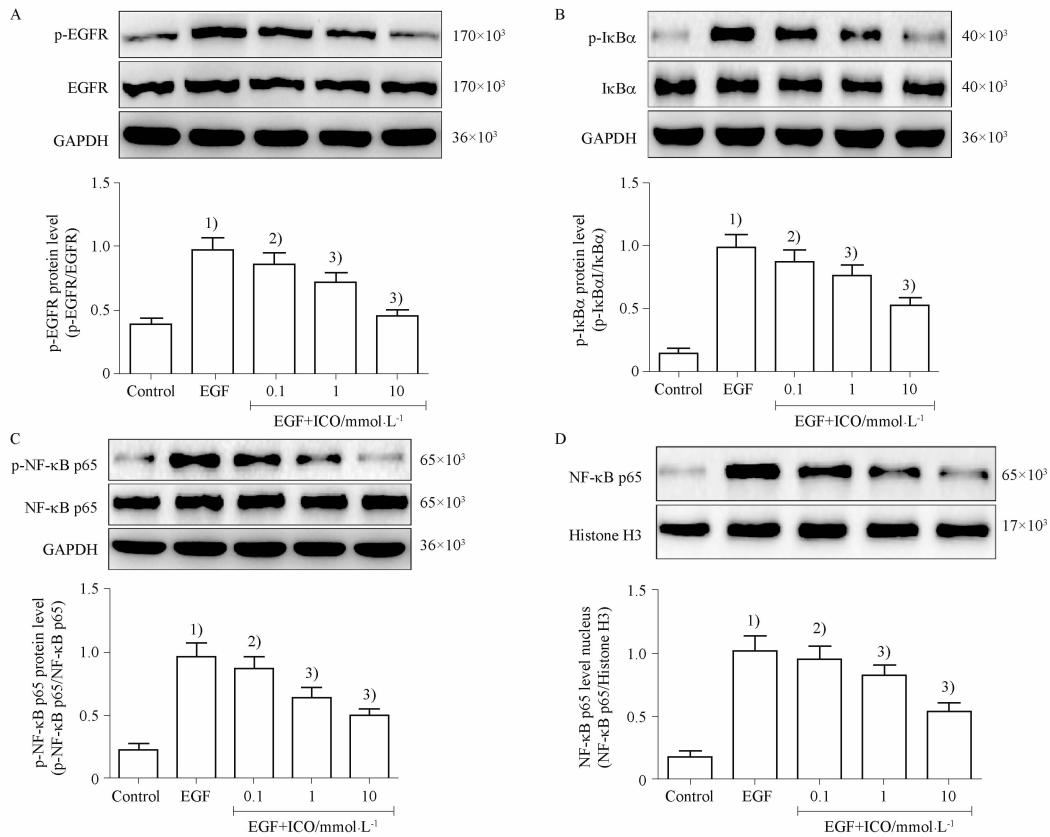 A
p-EGFR
170×10³
EGFR
170×10³
GAPDH
36×10³
1.5
1.0
0.5
0
p-EGFR protein level
(p-EGFR/EGFR)
1)
2)
3)
3)
Control
EGF
0.1
1
10
EGF+ICO/mmol·L⁻¹
B
p-IκBα
40×10³
IκBα
40×10³
GAPDH
36×10³
1.5
1.0
0.5
0
p-IκBα protein level
(p-IκBαI/IκBα)
1)
2)
3)
3)
Control
EGF
0.1
1
10
EGF+ICO/mmol·L⁻¹
C
p-NF-κB p65
65×10³
NF-κB p65
65×10³
GAPDH
36×10³
1.5
1.0
0.5
0
p-NF-κB p65 protein level
(p-NF-κB p65/NF-κB p65)
1)
2)
3)
3)
Control
EGF
0.1
1
10
EGF+ICO/mmol·L⁻¹
D
NF-κB p65
65×10³
Histone H3
17×10³
1.5
1.0
0.5
0
NF-κB p65 level nucleus
(NF-κB p65/Histone H3)
1)
2)
3)
3)
Control
EGF
0.1
1
10
EGF+ICO/mmol·L⁻¹